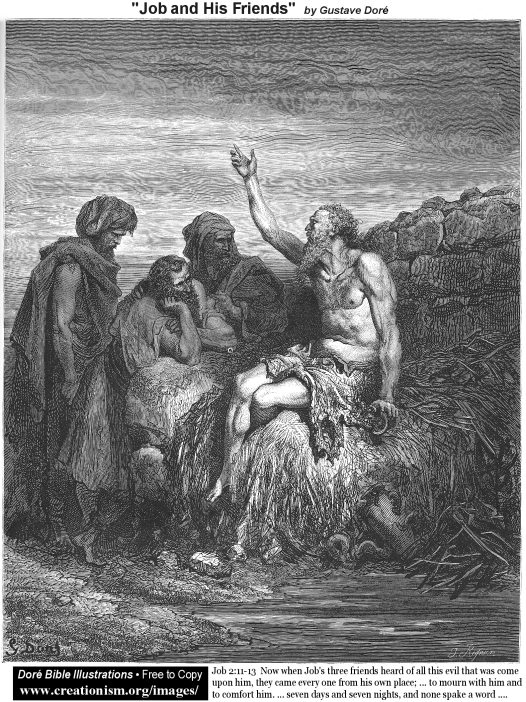 "Job and His Friends" by Gustave Doré
G. Doré
Doré Bible Illustrations • Free to Copy
www.creationism.org/images/
Job 2:11-13 Now when Job's three friends heard of all this evil that was come
upon him, they came every one from his own place; ... to mourn with him and
to comfort him. ... seven days and seven nights, and none spake a word ....